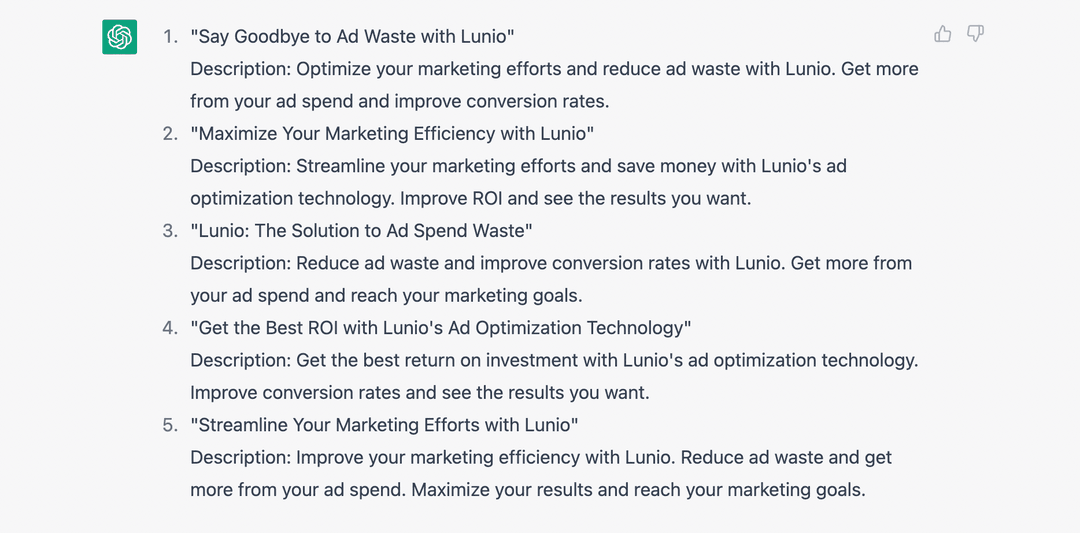 1. "Say Goodbye to Ad Waste with Lunio"
Description: Optimize your marketing efforts and reduce ad waste with Lunio. Get more
from your ad spend and improve conversion rates.
2. "Maximize Your Marketing Efficiency with Lunio"
Description: Streamline your marketing efforts and save money with Lunio's ad
optimization technology. Improve ROI and see the results you want.
3. "Lunio: The Solution to Ad Spend Waste"
Description: Reduce ad waste and improve conversion rates with Lunio. Get more from
your ad spend and reach your marketing goals.
4. "Get the Best ROI with Lunio's Ad Optimization Technology"
Description: Get the best return on investment with Lunio's ad optimization technology.
Improve conversion rates and see the results you want.
5. "Streamline Your Marketing Efforts with Lunio"
Description: Improve your marketing efficiency with Lunio. Reduce ad waste and get
more from your ad spend. Maximize your results and reach your marketing goals.